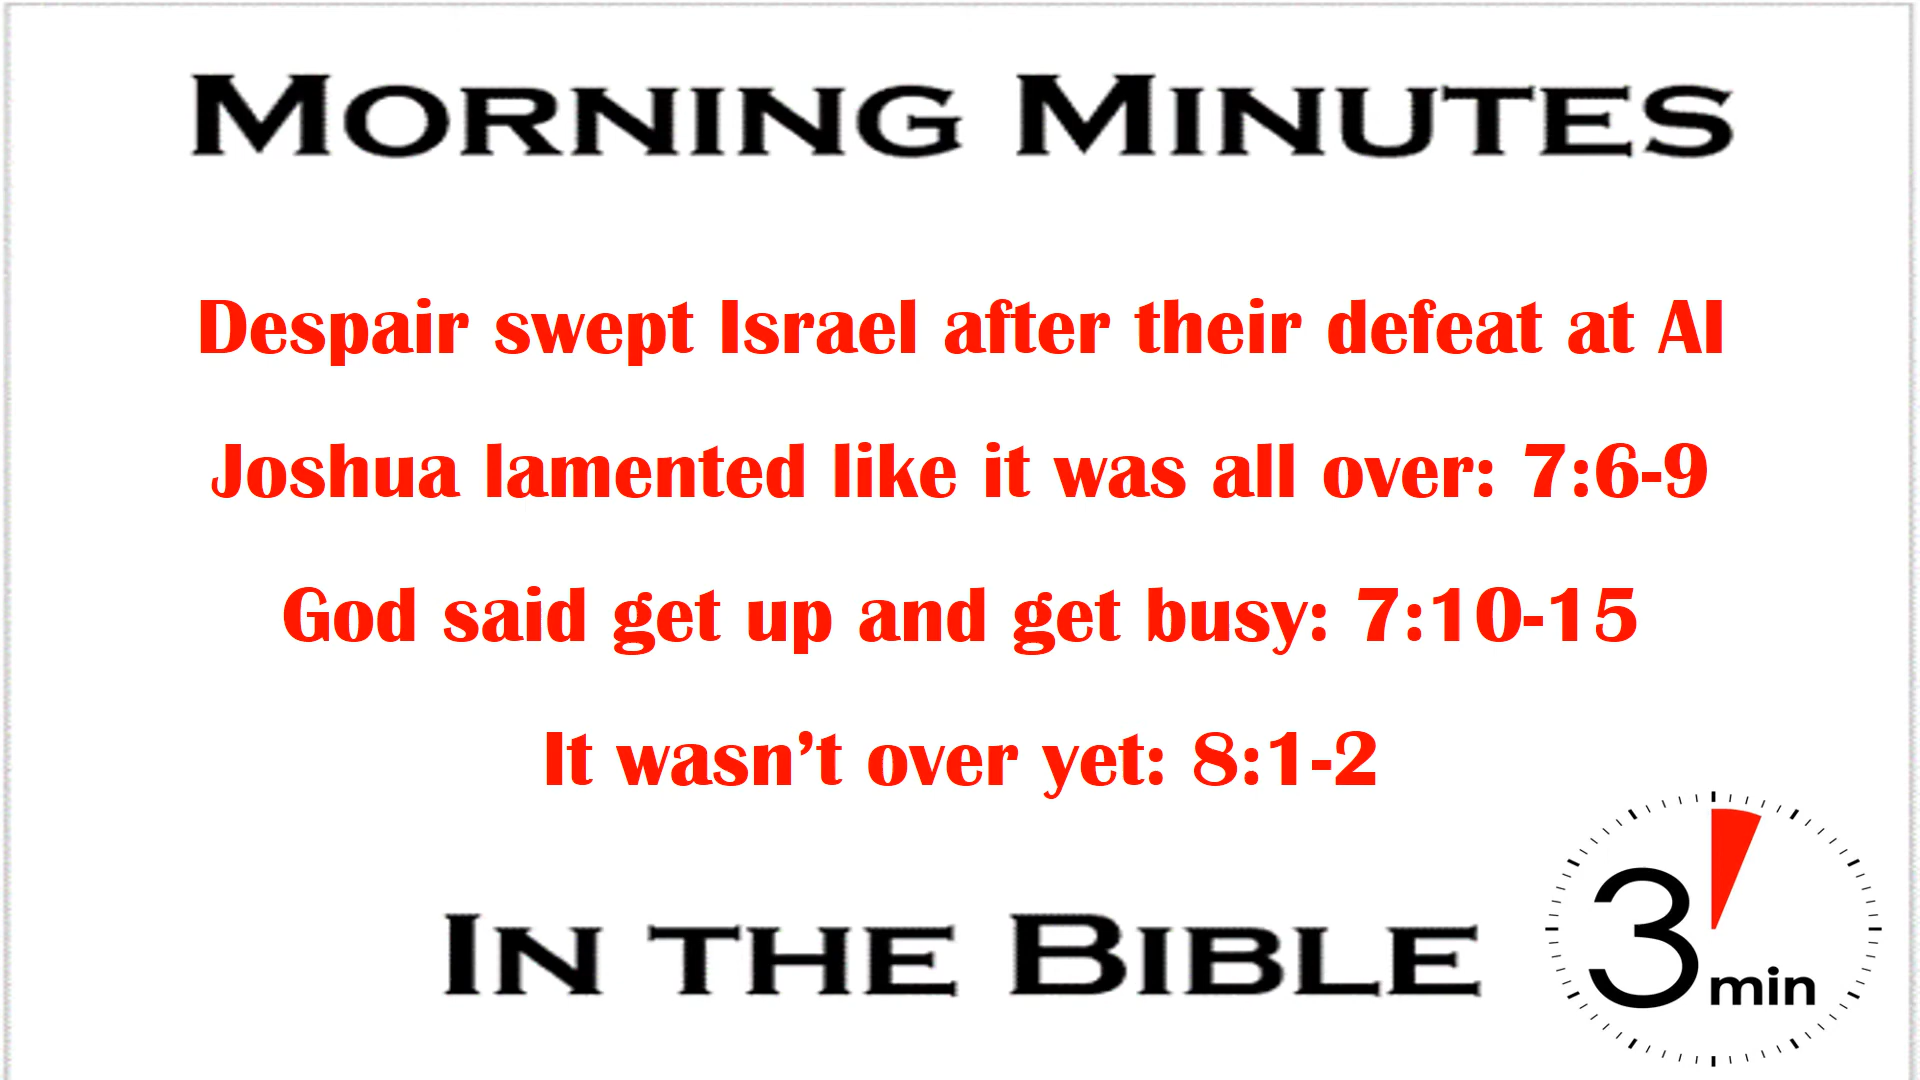 Morning Minutes
Despair swept Israel after their defeat at AI
Joshua lamented like it was all over: 7:6-9
God said get up and get busy: 7:10-15
It wasn’t over yet: 8:1-2
In the Bible
3 min